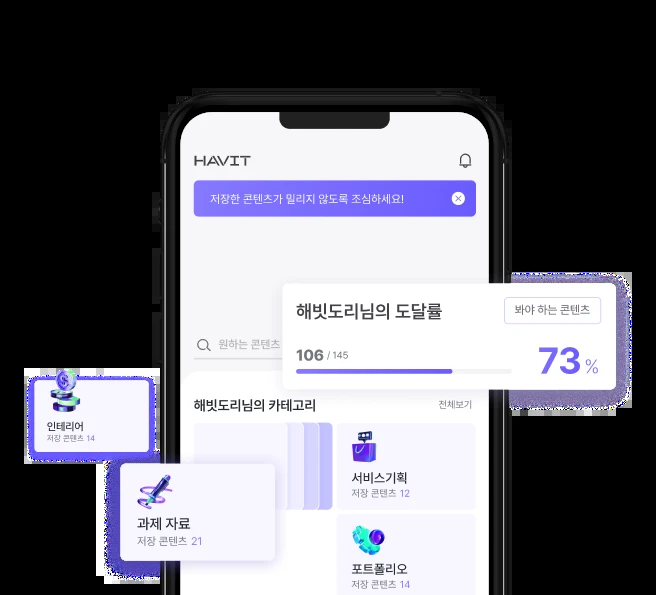 HAVIT
저장한 콘텐츠가 밀리지 않도록 조심하세요!
해빗도리님의 도달률
봐야 하는 콘텐츠
원하는 콘텐츠
106 / 145
73 %
해빗도리님의 카테고리
전체보기
인테리어
저장 콘텐츠 14
서비스기획
저장 콘텐츠 12
과제 자료
저장 콘텐츠 21
포트폴리오
저장 콘텐츠 14